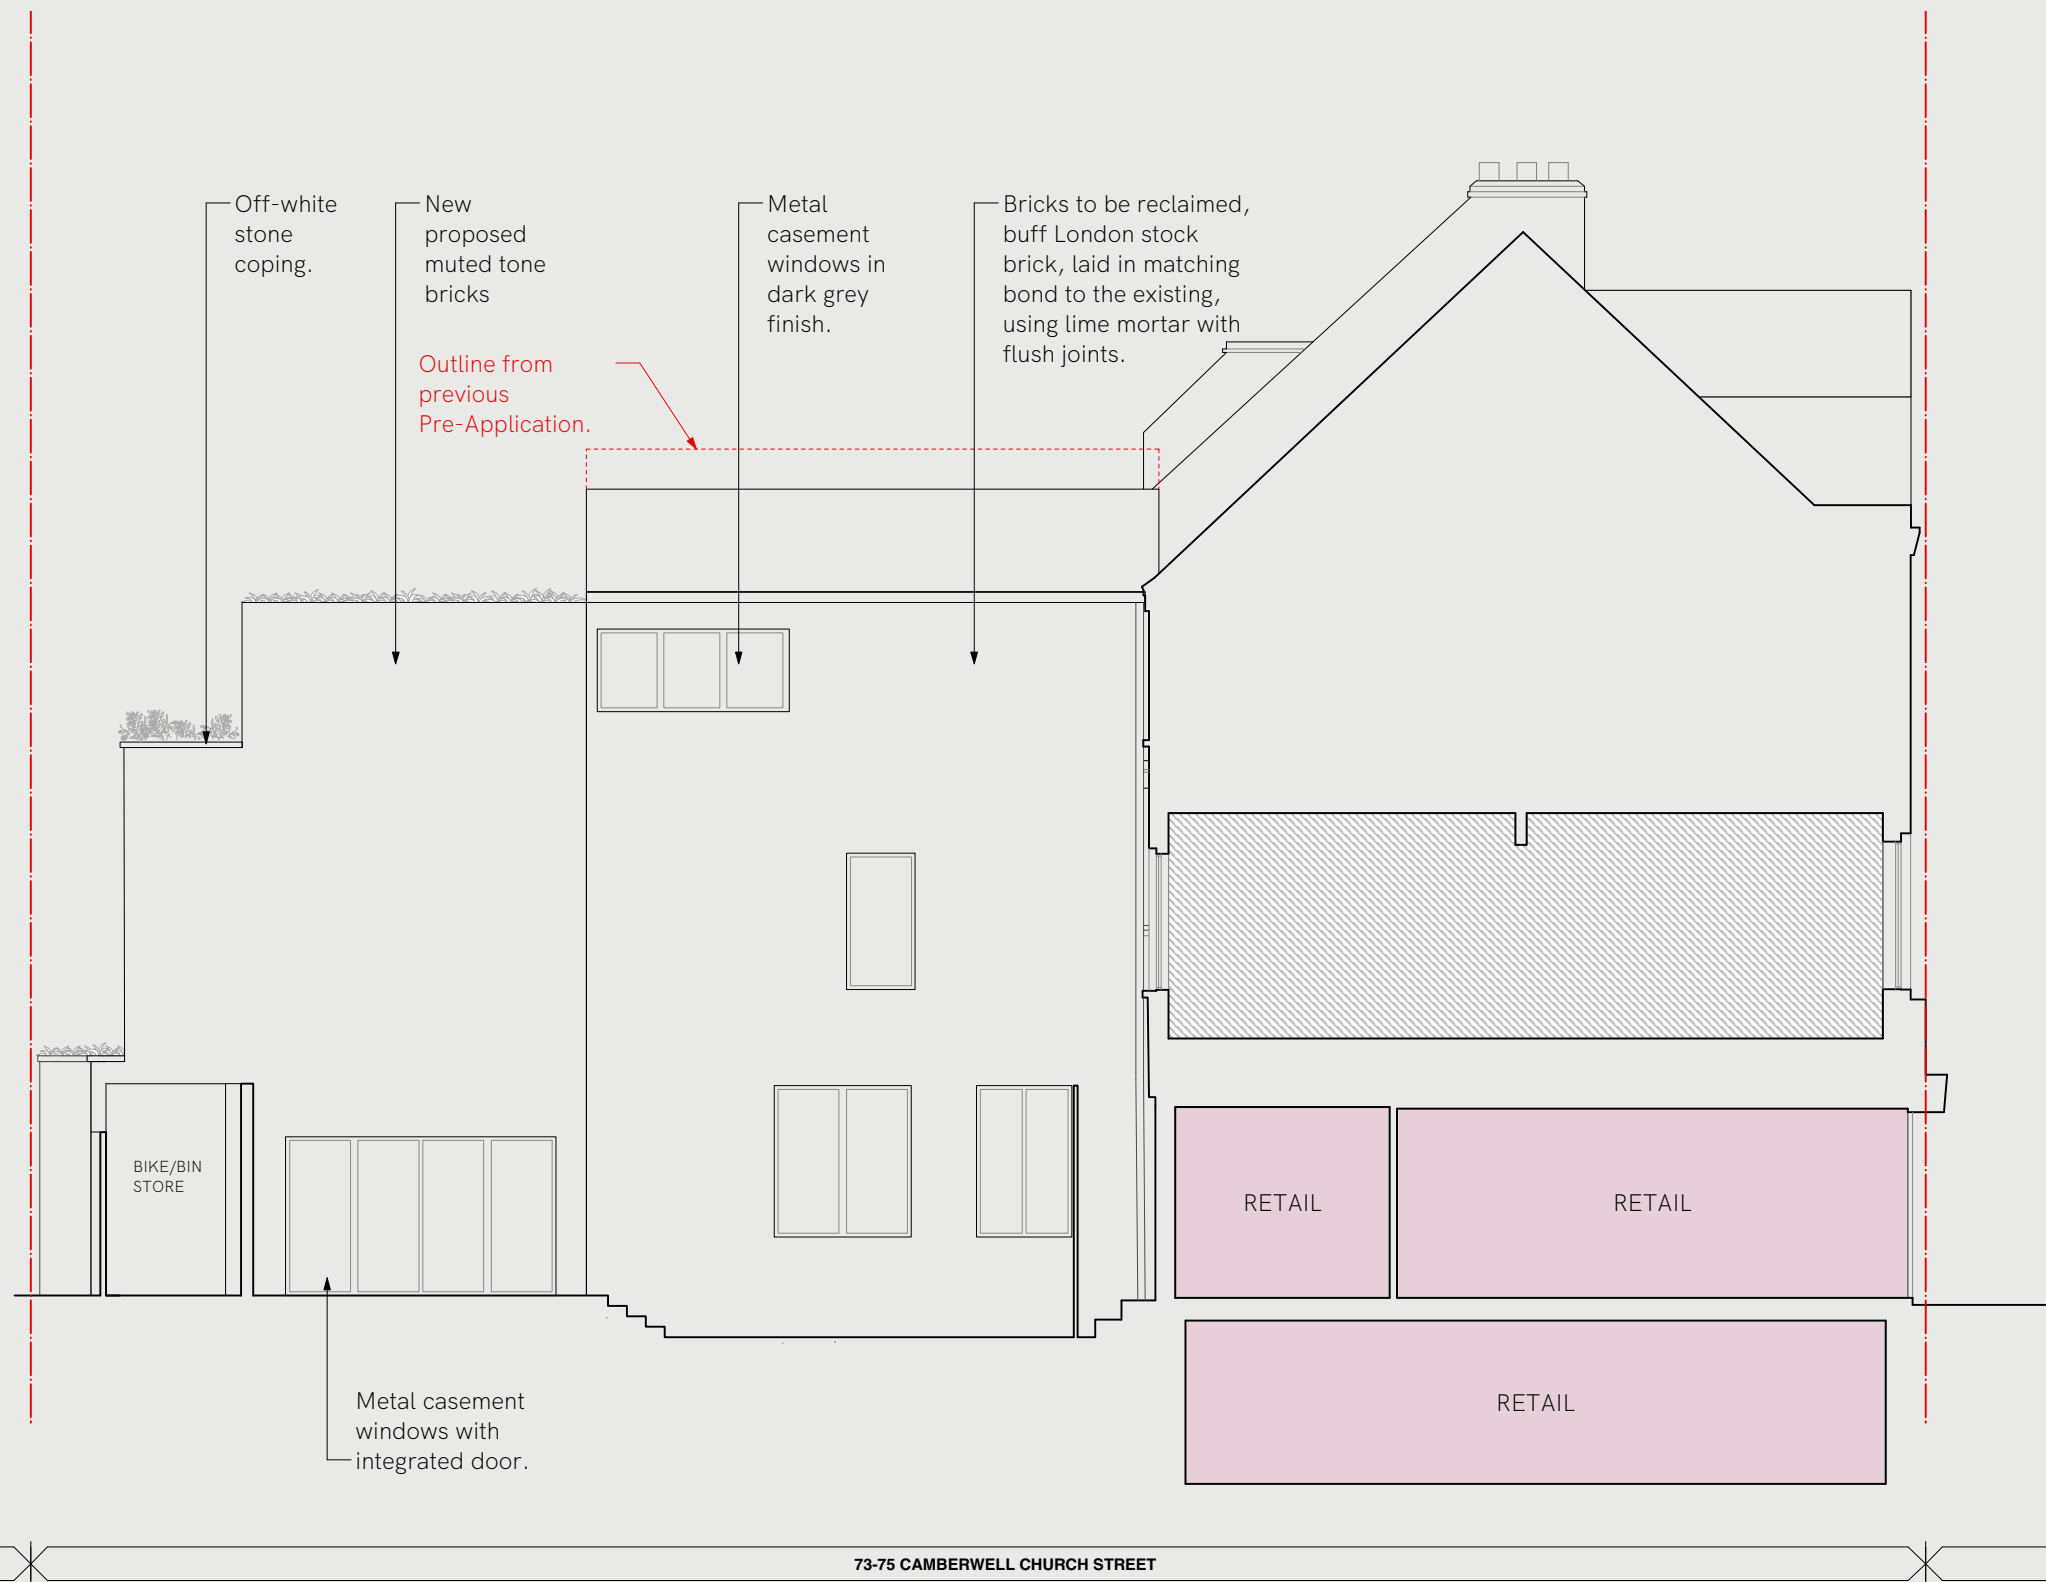 Off-white
stone
coping.
New
proposed
muted tone
bricks
Metal
casement
windows in
dark grey
finish.
Bricks to be reclaimed,
buff London stock
brick, laid in matching
bond to the existing,
using lime mortar with
flush joints.
Outline from
previous
Pre-Application.
BIKE/BIN
STORE
RETAIL
RETAIL
RETAIL
Metal casement
windows with
integrated door.
73-75 CAMBERWELL CHURCH STREET